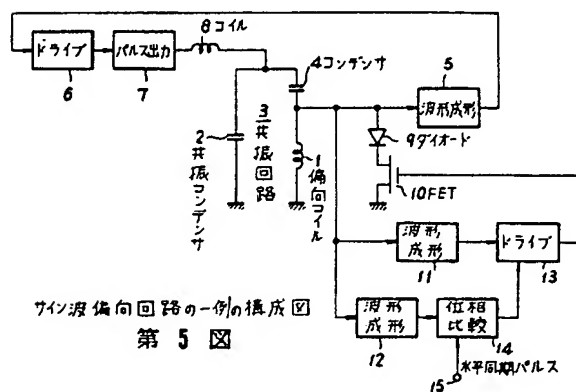 8コイル
ドライブ
6
パルス出力
7
4コンデンサ
5
波形成形
2共振コンデンサ
3共振回路
1偏向コイル
9ダイオード
10FET
波形成形
11
ドライブ
13
波形成形
12
位相比較
14
水平同期パルス
15
サイン波偏向回路の一例の構成図
第 5 図